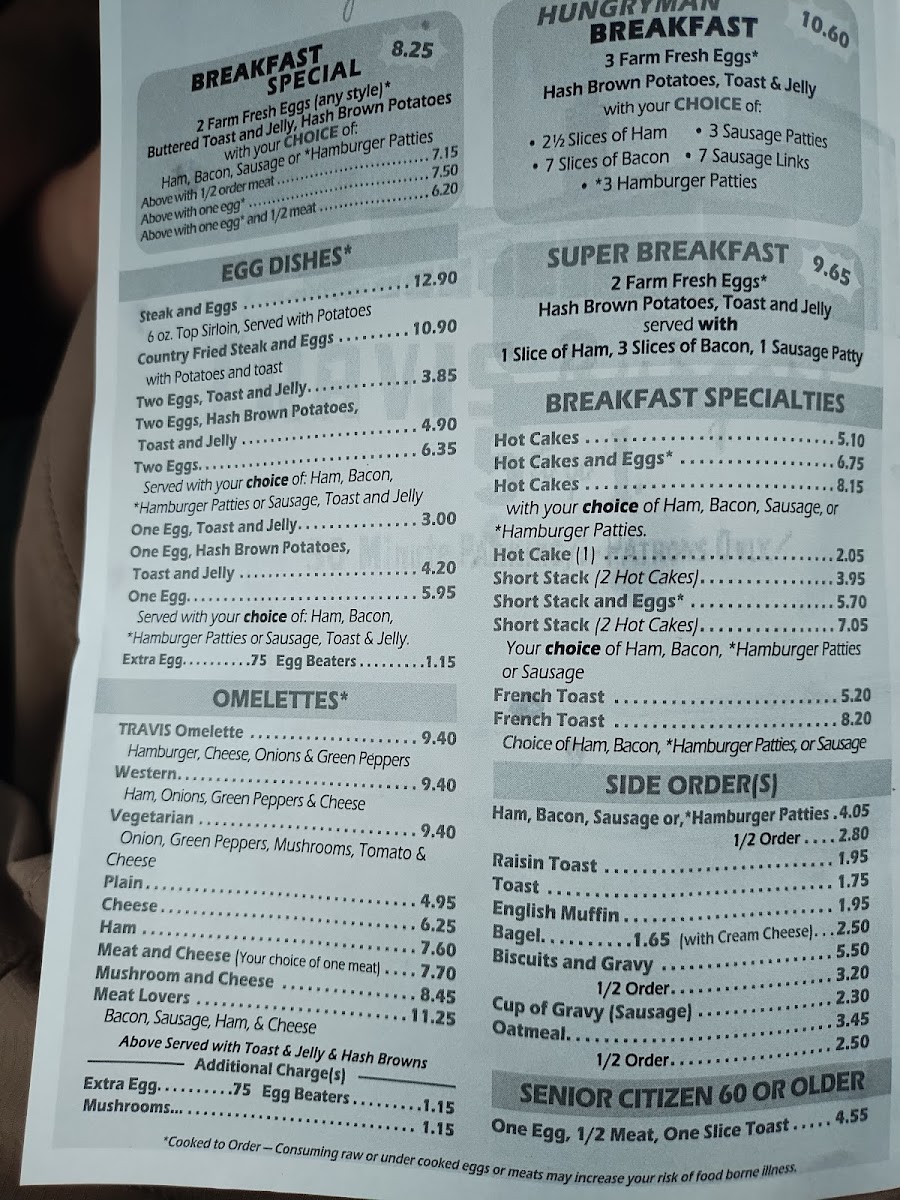 BREAKFAST
SPECIAL
8.25
2 Farm Fresh Eggs (any style)*
Buttered Toast and Jelly, Hash Brown Potatoes
with your CHOICE of:
Ham, Bacon, Sausage or *Hamburger Patties
Above with 1/2 order meat ........ 7.15
Above with one egg* ........ 7.50
Above with one egg* and 1/2 meat ........ 6.20
EGG DISHES*
Steak and Eggs ........ 12.90
6 oz. Top Sirloin, Served with Potatoes
Country Fried Steak and Eggs ........ 10.90
with Potatoes and toast
Two Eggs, Toast and Jelly ........ 3.85
Two Eggs, Hash Brown Potatoes,
Toast and Jelly ........ 4.90
Two Eggs ........ 6.35
Served with your choice of: Ham, Bacon,
*Hamburger Patties or Sausage, Toast and Jelly
One Egg, Toast and Jelly ........ 3.00
One Egg, Hash Brown Potatoes,
Toast and Jelly ........ 4.20
One Egg ........ 5.95
Served with your choice of: Ham, Bacon,
*Hamburger Patties or Sausage, Toast & Jelly.
Extra Egg..........75 Egg Beaters.........1.15
OMELETTES*
TRAVIS Omelette ........ 9.40
Hamburger, Cheese, Onions & Green Peppers
Western ........ 9.40
Ham, Onions, Green Peppers & Cheese
Vegetarian ........ 9.40
Onion, Green Peppers, Mushrooms, Tomato &
Cheese
Plain ........ 4.95
Cheese ........ 6.25
Ham ........ 7.60
Meat and Cheese (Your choice of one meat) .... 7.70
Mushroom and Cheese ........ 8.45
Meat Lovers ........ 11.25
Bacon, Sausage, Ham, & Cheese
Above Served with Toast & Jelly & Hash Browns
Additional Charge(s)
Extra Egg..........75 Egg Beaters.........1.15
Mushrooms... ........ 1.15
HUNGRYMAN
BREAKFAST
10.60
3 Farm Fresh Eggs*
Hash Brown Potatoes, Toast & Jelly
with your CHOICE of:
• 2½ Slices of Ham • 3 Sausage Patties
• 7 Slices of Bacon • 7 Sausage Links
• *3 Hamburger Patties
SUPER BREAKFAST
9.65
2 Farm Fresh Eggs*
Hash Brown Potatoes, Toast and Jelly
served with
1 Slice of Ham, 3 Slices of Bacon, 1 Sausage Patty
BREAKFAST SPECIALTIES
Hot Cakes ........ 5.10
Hot Cakes and Eggs* ........ 6.75
Hot Cakes ........ 8.15
with your choice of Ham, Bacon, Sausage, or
*Hamburger Patties.
Hot Cake (1) ........ 2.05
Short Stack (2 Hot Cakes) ........ 3.95
Short Stack and Eggs* ........ 5.70
Short Stack (2 Hot Cakes) ........ 7.05
Your choice of Ham, Bacon, *Hamburger Patties
or Sausage
French Toast ........ 5.20
French Toast ........ 8.20
Choice of Ham, Bacon, *Hamburger Patties, or Sausage
SIDE ORDER(S)
Ham, Bacon, Sausage or,*Hamburger Patties .4.05
1/2 Order ....2.80
Raisin Toast ........ 1.95
Toast ........ 1.75
English Muffin ........ 1.95
Bagel..........1.65 (with Cream Cheese)...2.50
Biscuits and Gravy ........ 5.50
1/2 Order ........ 3.20
Cup of Gravy (Sausage) ........ 2.30
Oatmeal ........ 3.45
1/2 Order ........ 2.50
SENIOR CITIZEN 60 OR OLDER
One Egg, 1/2 Meat, One Slice Toast ..... 4.55
*Cooked to Order — Consuming raw or under cooked eggs or meats may increase your risk of food borne illness.